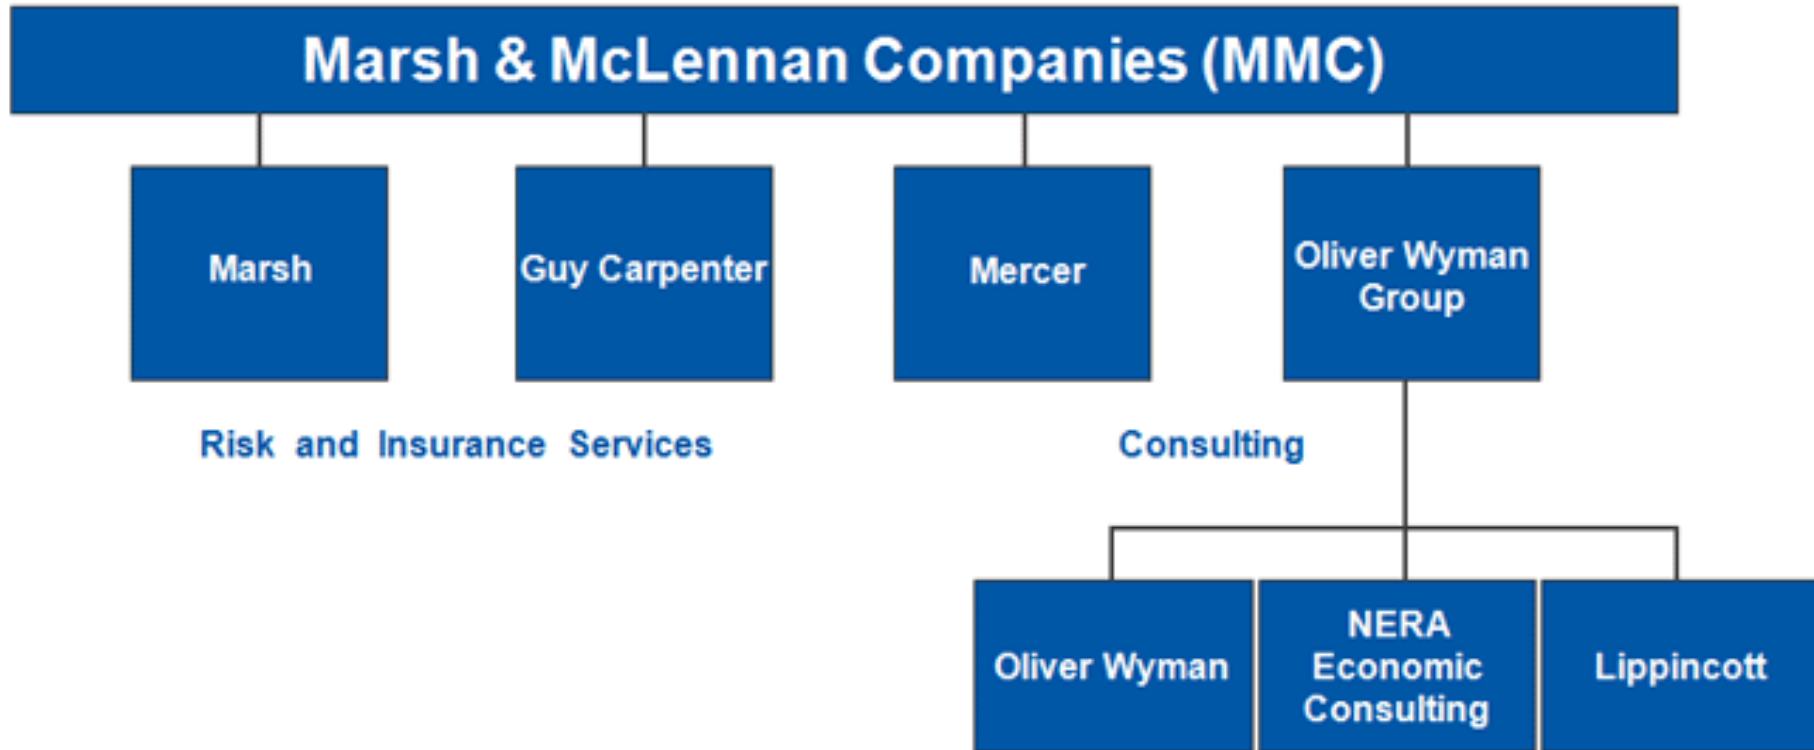 Marsh & McLennan Companies (MMC)
Marsh
Guy Carpenter
Mercer
Oliver Wyman
Group
Risk and Insurance Services
Consulting
Oliver Wyman
NERA
Economic
Consulting
Lippincott